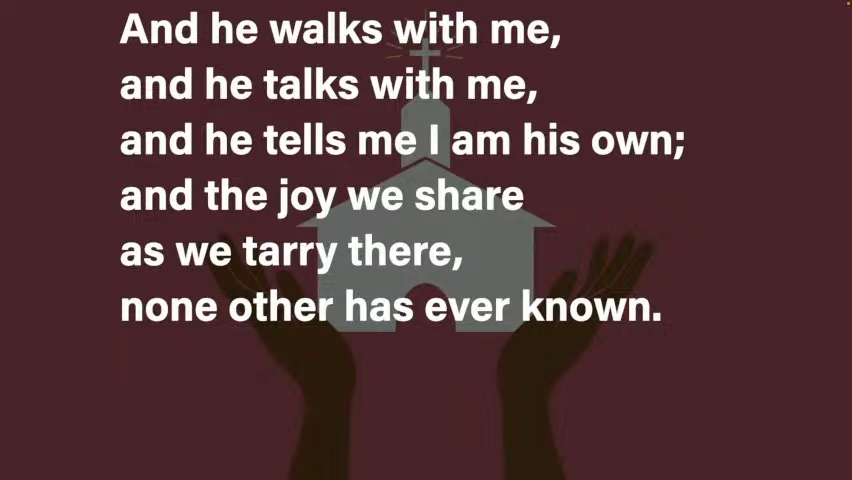 And he walks with me,
and he talks with me,
and he tells me I am his own;
and the joy we share
as we tarry there,
none other has ever known.